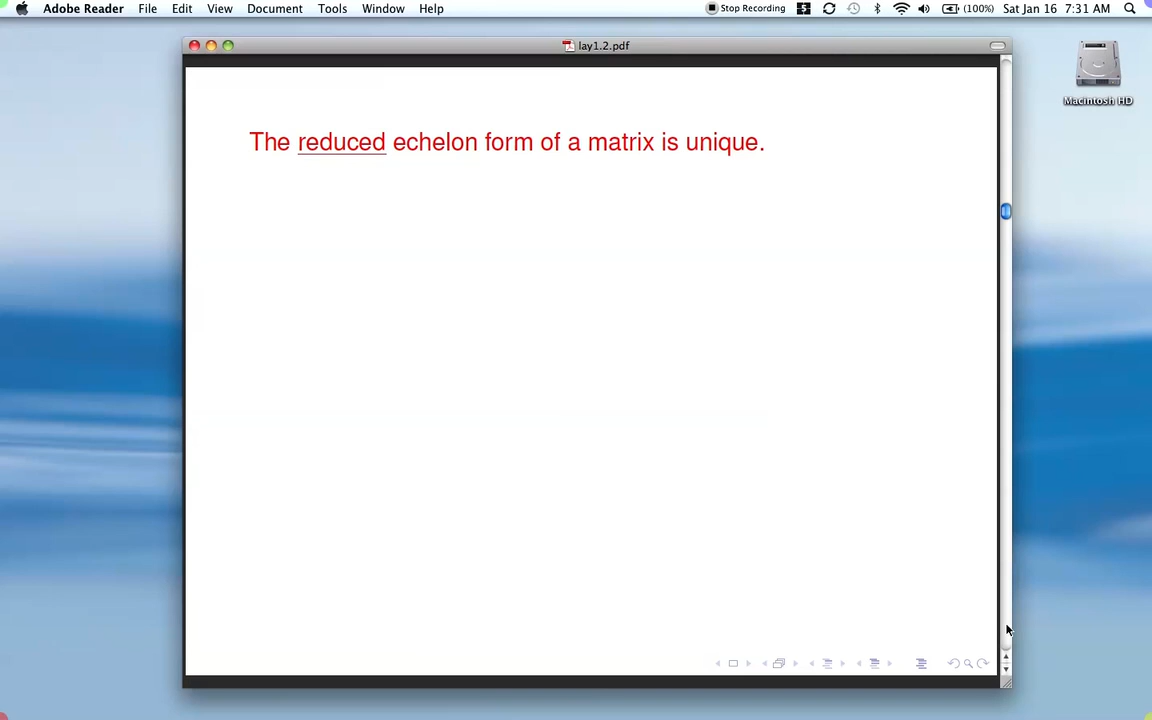 Adobe Reader File Edit View Document Tools Window Help Stop Recording (100%) Sat Jan 16 7:31 AM
lay1.2.pdf
Macintosh HD
The reduced echelon form of a matrix is unique.